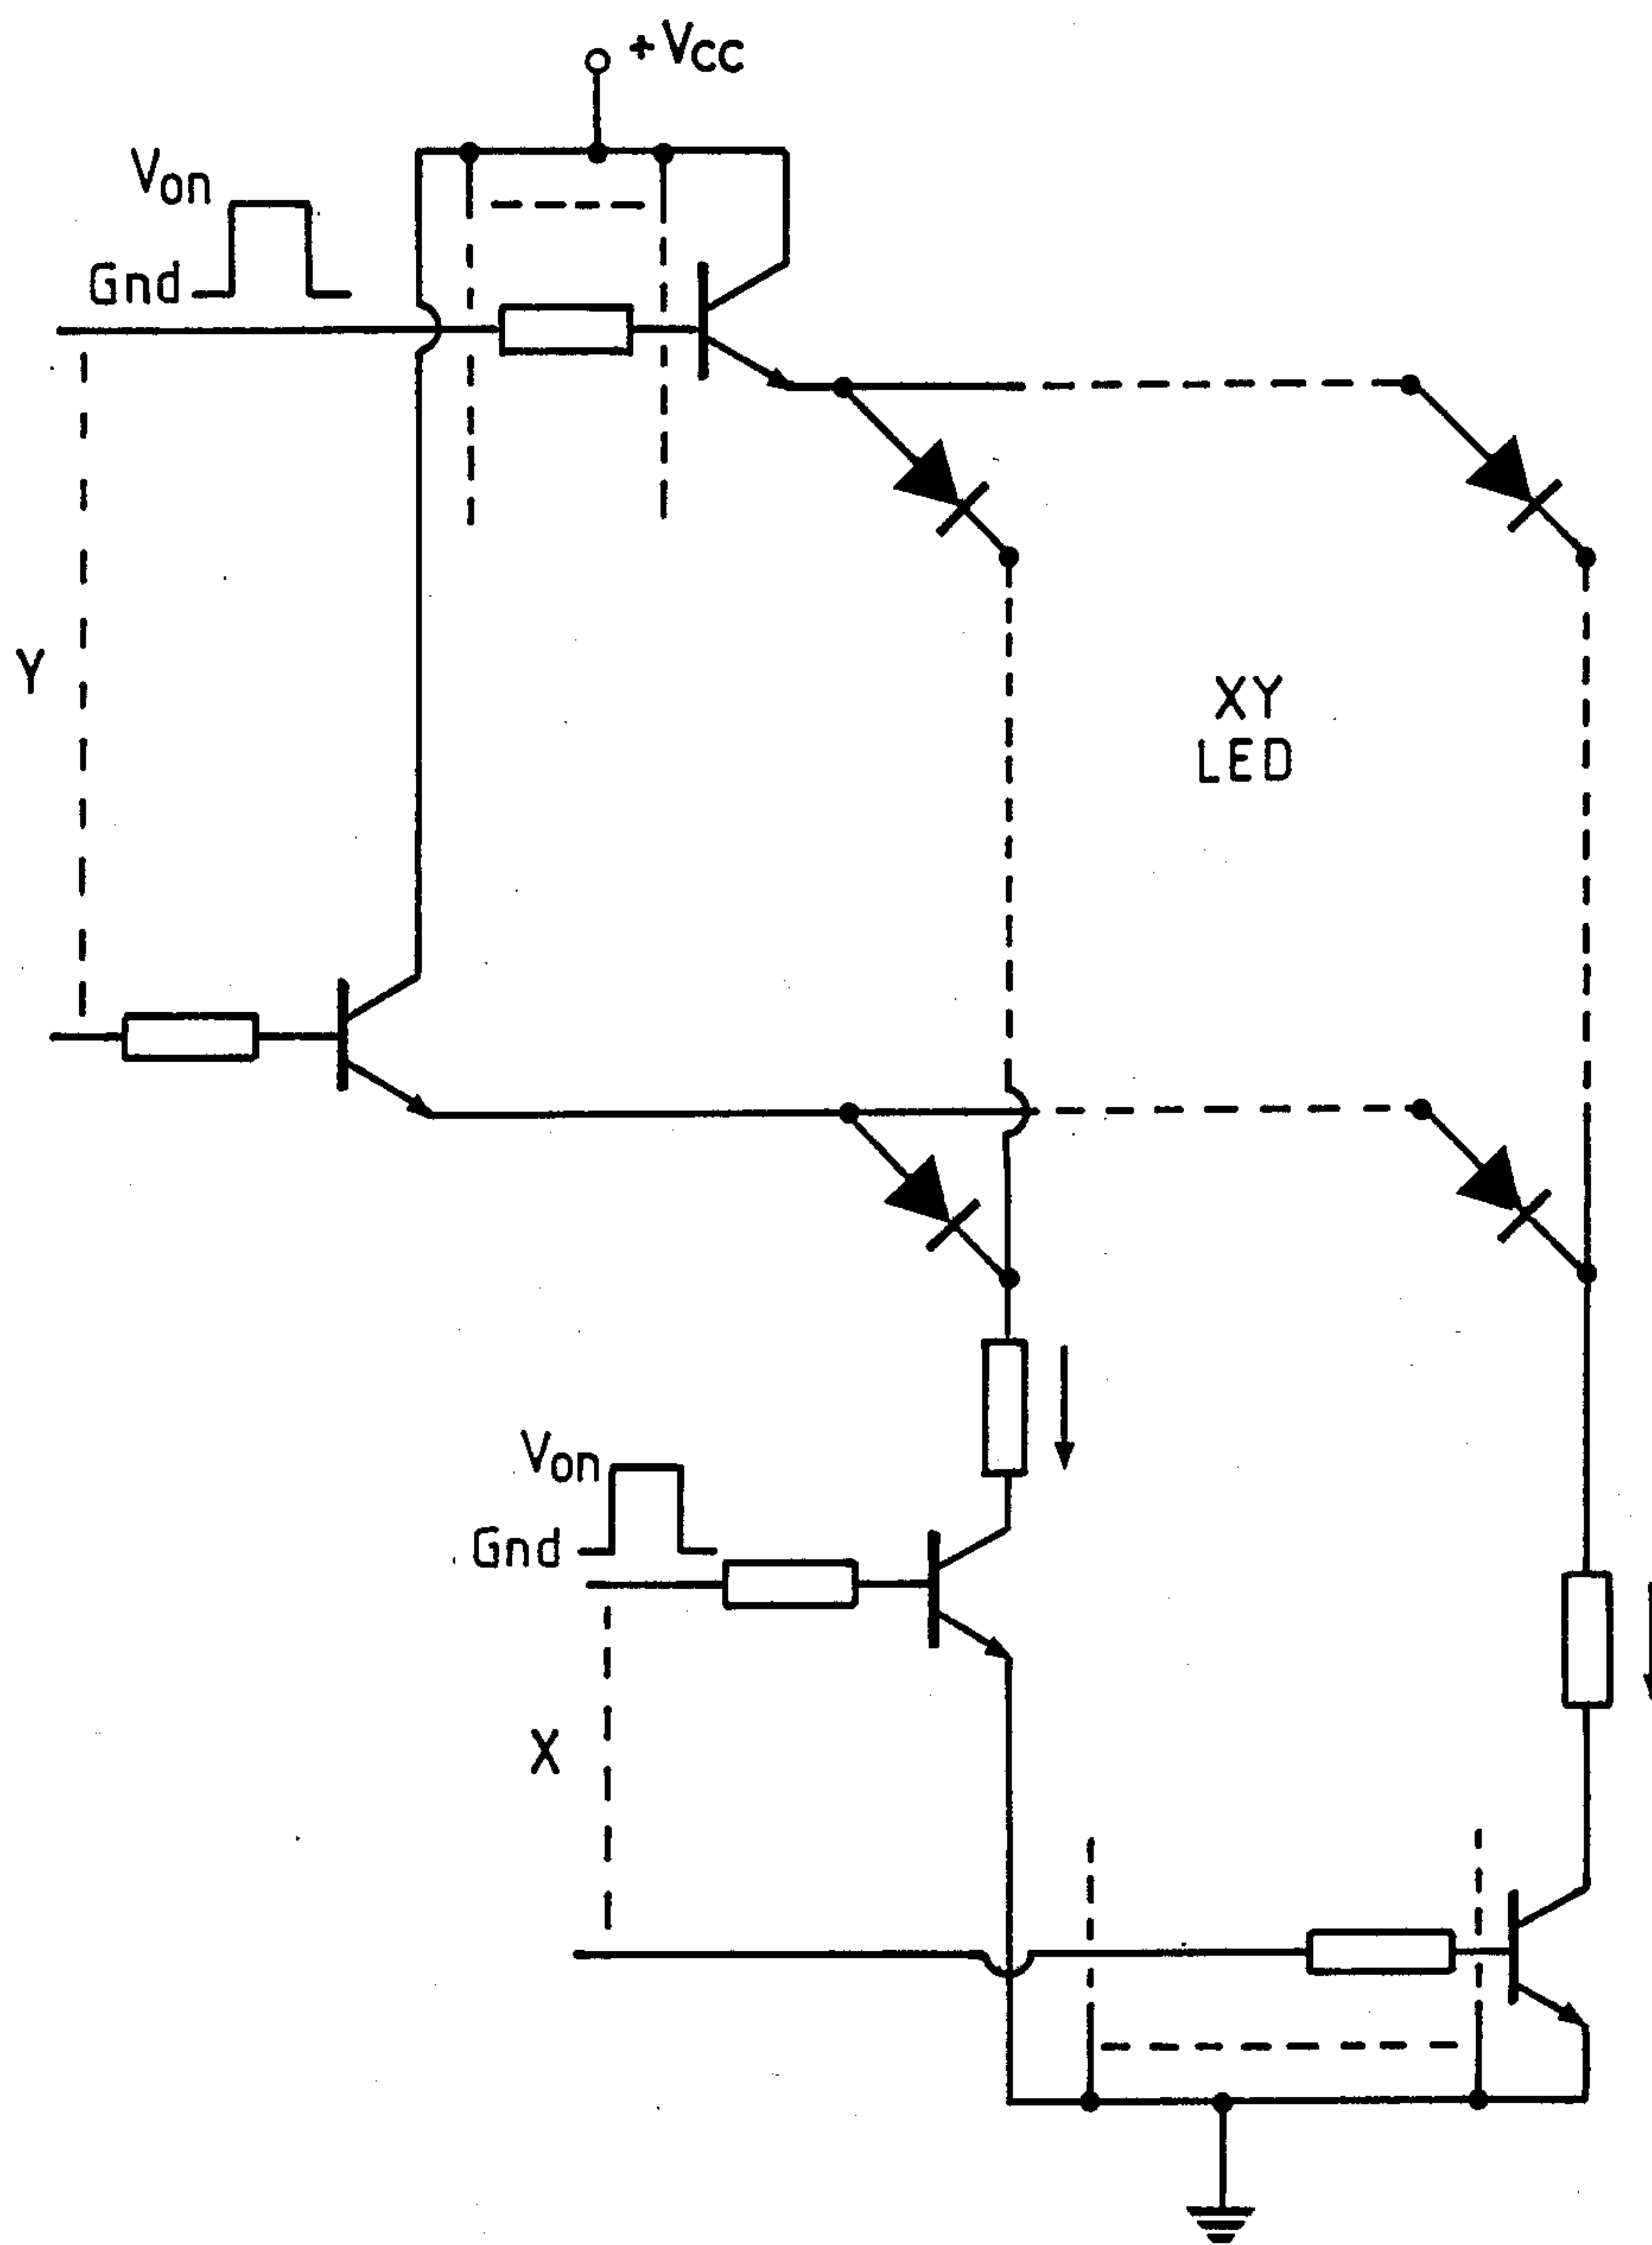 +VCC
Von
Gnd
Y
XY
LED
Von
Gnd
X